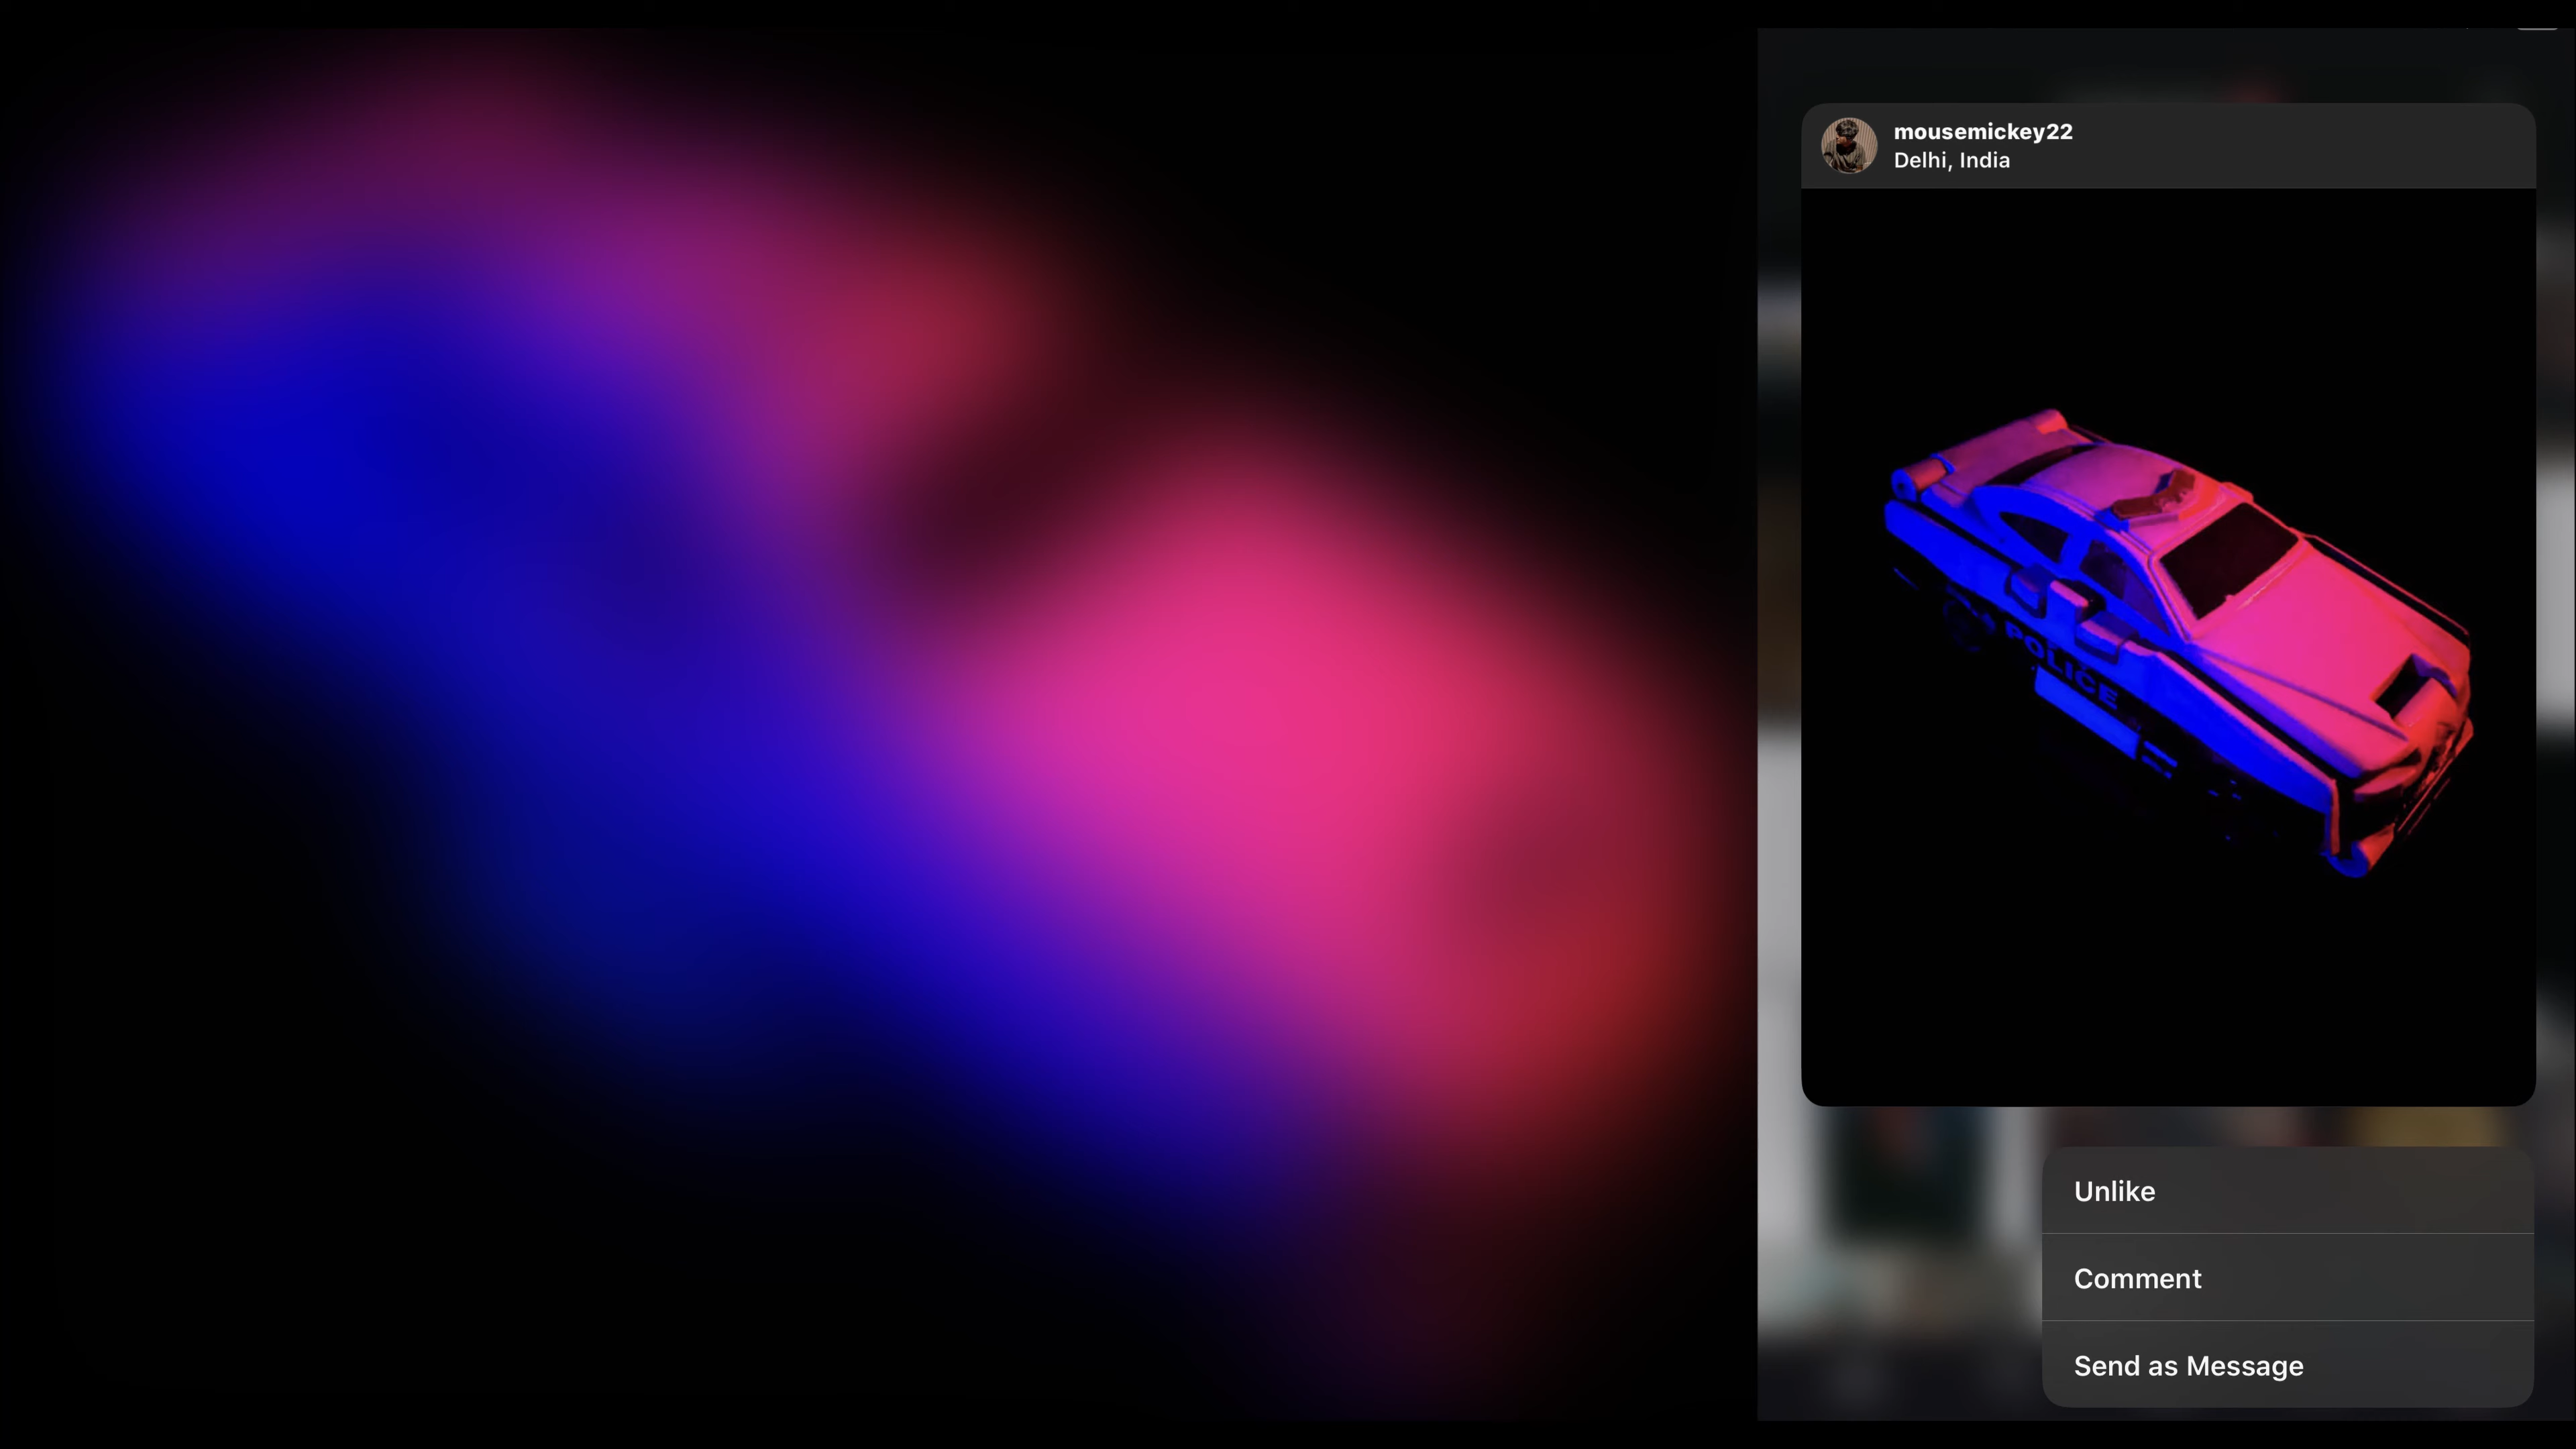 mousemickey22
Delhi, India
POLICE
Unlike
Comment
Send as Message